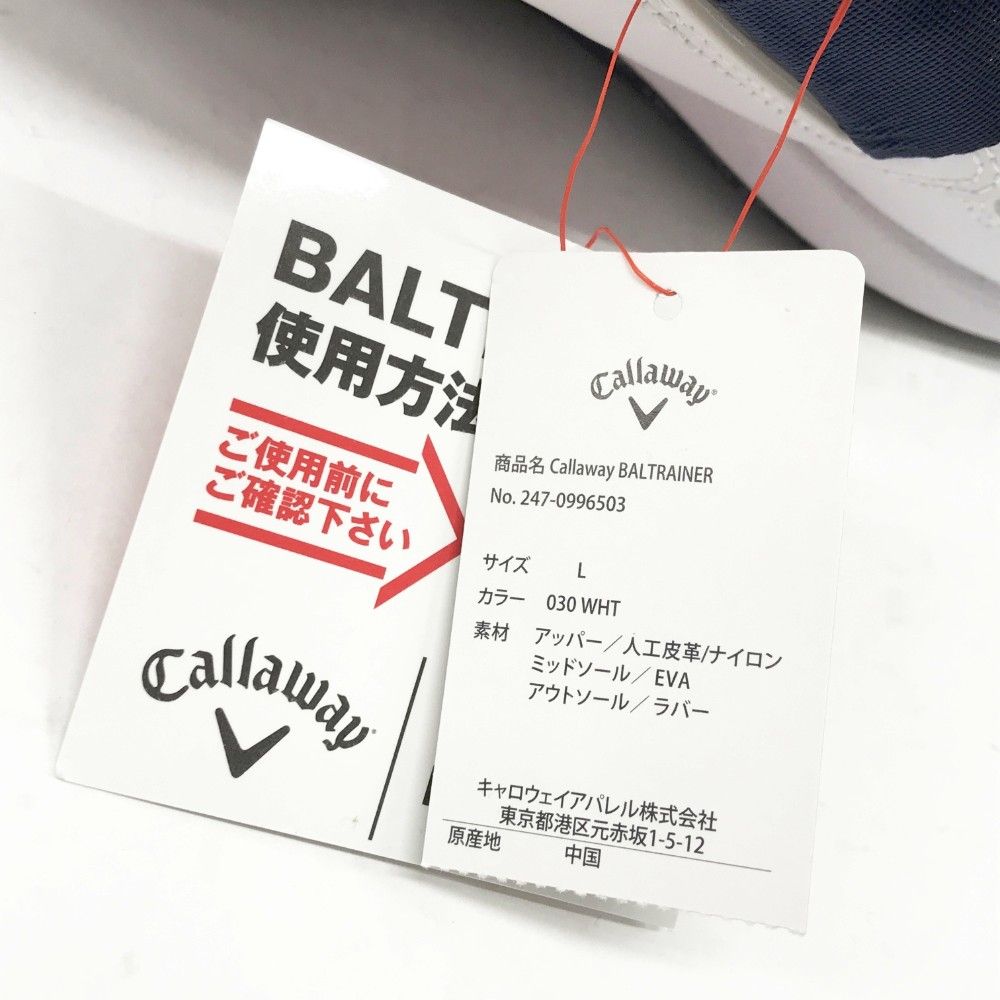 BALT
使用方法
ご使用前に
ご確認下さい
Callaway
Callaway
商品名 Callaway BALTRAINER
No. 247-0996503
サイズ L
カラー 030 WHT
素材 アッパー／人工皮革/ナイロン
ミッドソール／EVA
アウトソール／ラバー
キャロウェイアパレル株式会社
東京都港区元赤坂1-5-12
原産地 中国